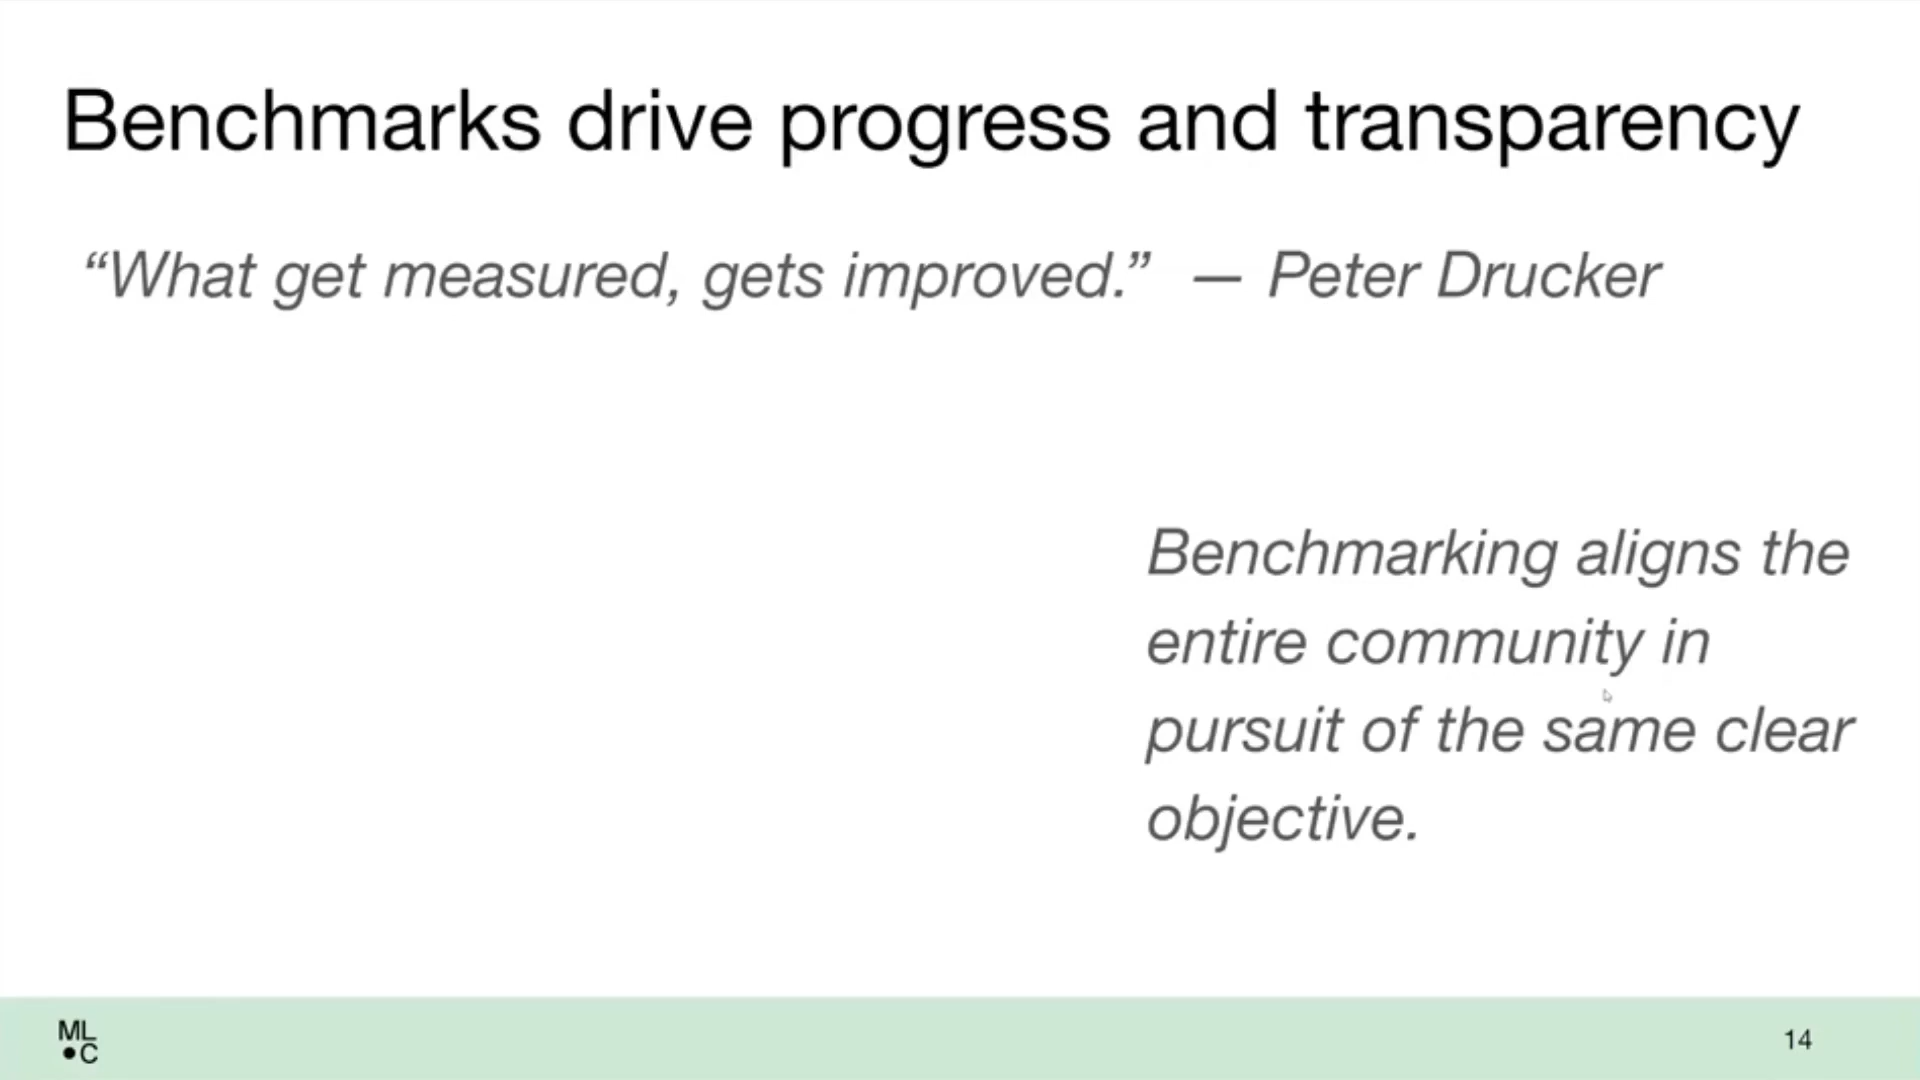 Benchmarks drive progress and transparency
“What get measured, gets improved.” — Peter Drucker
Benchmarking aligns the
entire community in
pursuit of the same clear
objective.
ML
•C
14